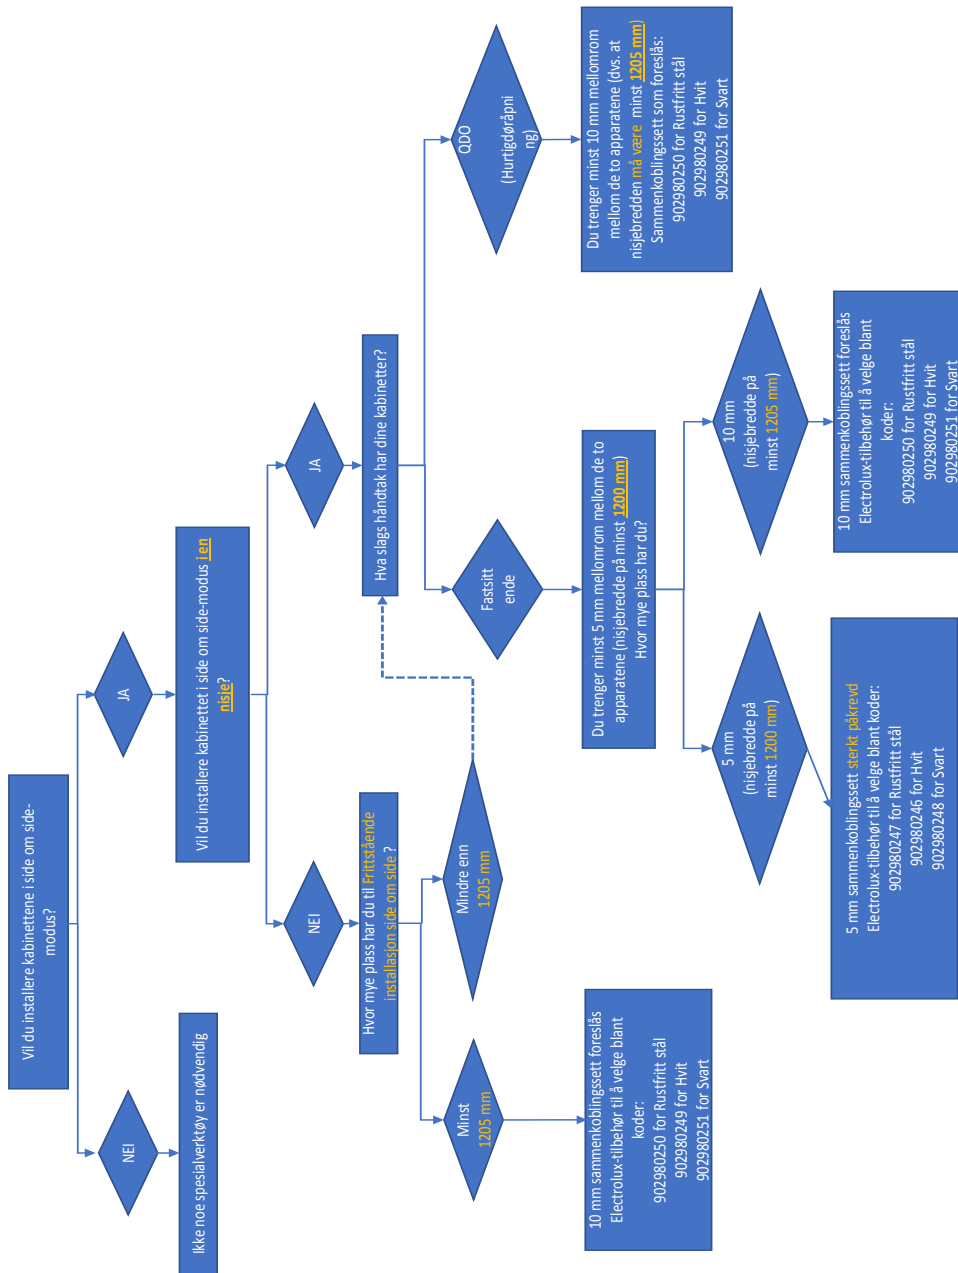 Vil du installere kabinettene i side om side-
modus?
NEI
JA
Ikke noe spesialverktøy er nødvendig
Vil du installere kabinettet i side om side-modus i en
nisje?
NEI
JA
Hvor mye plass har du til Frittstående
installasjon side om side ?
Hva slags håndtak har dine kabinetter?
Minst
1205 mm
Mindre enn
1205 mm
Fastsitt
ende
QDO
(Hurtigdøråpni
ng)
10 mm sammenkoblingssett foreslås
Electrolux-tilbehør til å velge blant
koder:
902980250 for Rustfritt stål
902980249 for Hvit
902980251 for Svart
Du trenger minst 5 mm mellomrom mellom de to
apparatene (nisjebredde på minst 1200 mm)
Hvor mye plass har du?
Du trenger minst 10 mm mellomrom
mellom de to apparatene (dvs. at
nisjebredden må være minst 1205 mm)
Sammenkoblingssett som foreslås:
902980250 for Rustfritt stål
902980249 for Hvit
902980251 for Svart
5 mm
(nisjebredde på
minst 1200 mm)
10 mm
(nisjebredde på
minst 1205 mm)
5 mm sammenkoblingssett sterkt påkrevd
Electrolux-tilbehør til å velge blant koder:
902980247 for Rustfritt stål
902980246 for Hvit
902980248 for Svart
10 mm sammenkoblingssett foreslås
Electrolux-tilbehør til å velge blant
koder:
902980250 for Rustfritt stål
902980249 for Hvit
902980251 for Svart